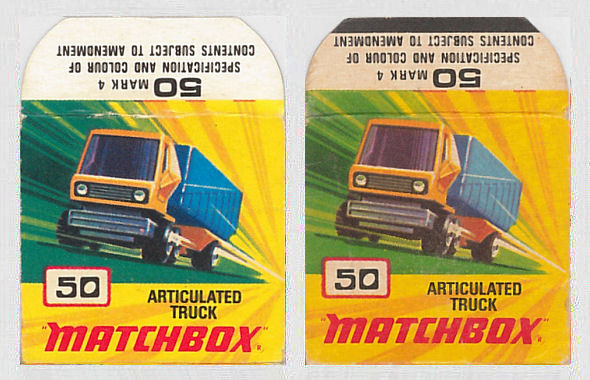 50 MARK 4
SPECIFICATION AND COLOUR OF
CONTENTS SUBJECT TO AMENDMENT
50
ARTICULATED
TRUCK
"MATCHBOX"R
50 MARK 4
SPECIFICATION AND COLOUR OF
CONTENTS SUBJECT TO AMENDMENT
50
ARTICULATED
TRUCK
"MATCHBOX"R